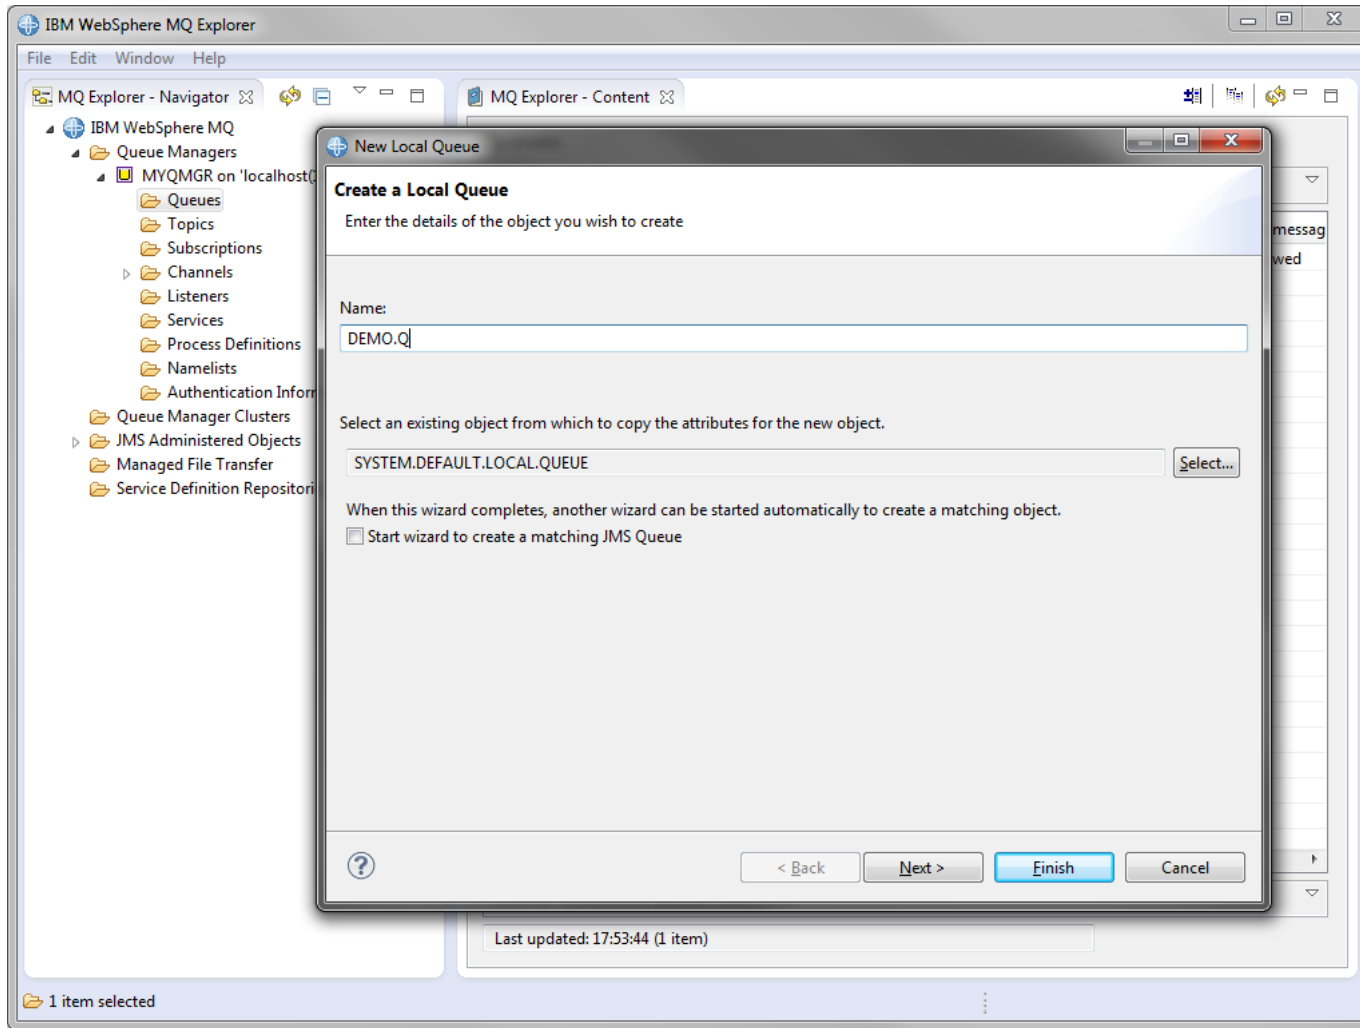 IBM WebSphere MQ Explorer
File Edit Window Help
MQ Explorer - Navigator
MQ Explorer - Content
IBM WebSphere MQ
Queue Managers
MYQMGR on 'localhost(
Queues
Topics
Subscriptions
Channels
Listeners
Services
Process Definitions
Namelists
Authentication Infor
Queue Manager Clusters
JMS Administered Objects
Managed File Transfer
Service Definition Repositori
New Local Queue
Create a Local Queue
Enter the details of the object you wish to create
Name:
DEMO.Q
Select an existing object from which to copy the attributes for the new object.
SYSTEM.DEFAULT.LOCAL.QUEUE
Select...
When this wizard completes, another wizard can be started automatically to create a matching object.
Start wizard to create a matching JMS Queue
< Back Next > Finish Cancel
messag
wed
Last updated: 17:53:44 (1 item)
1 item selected